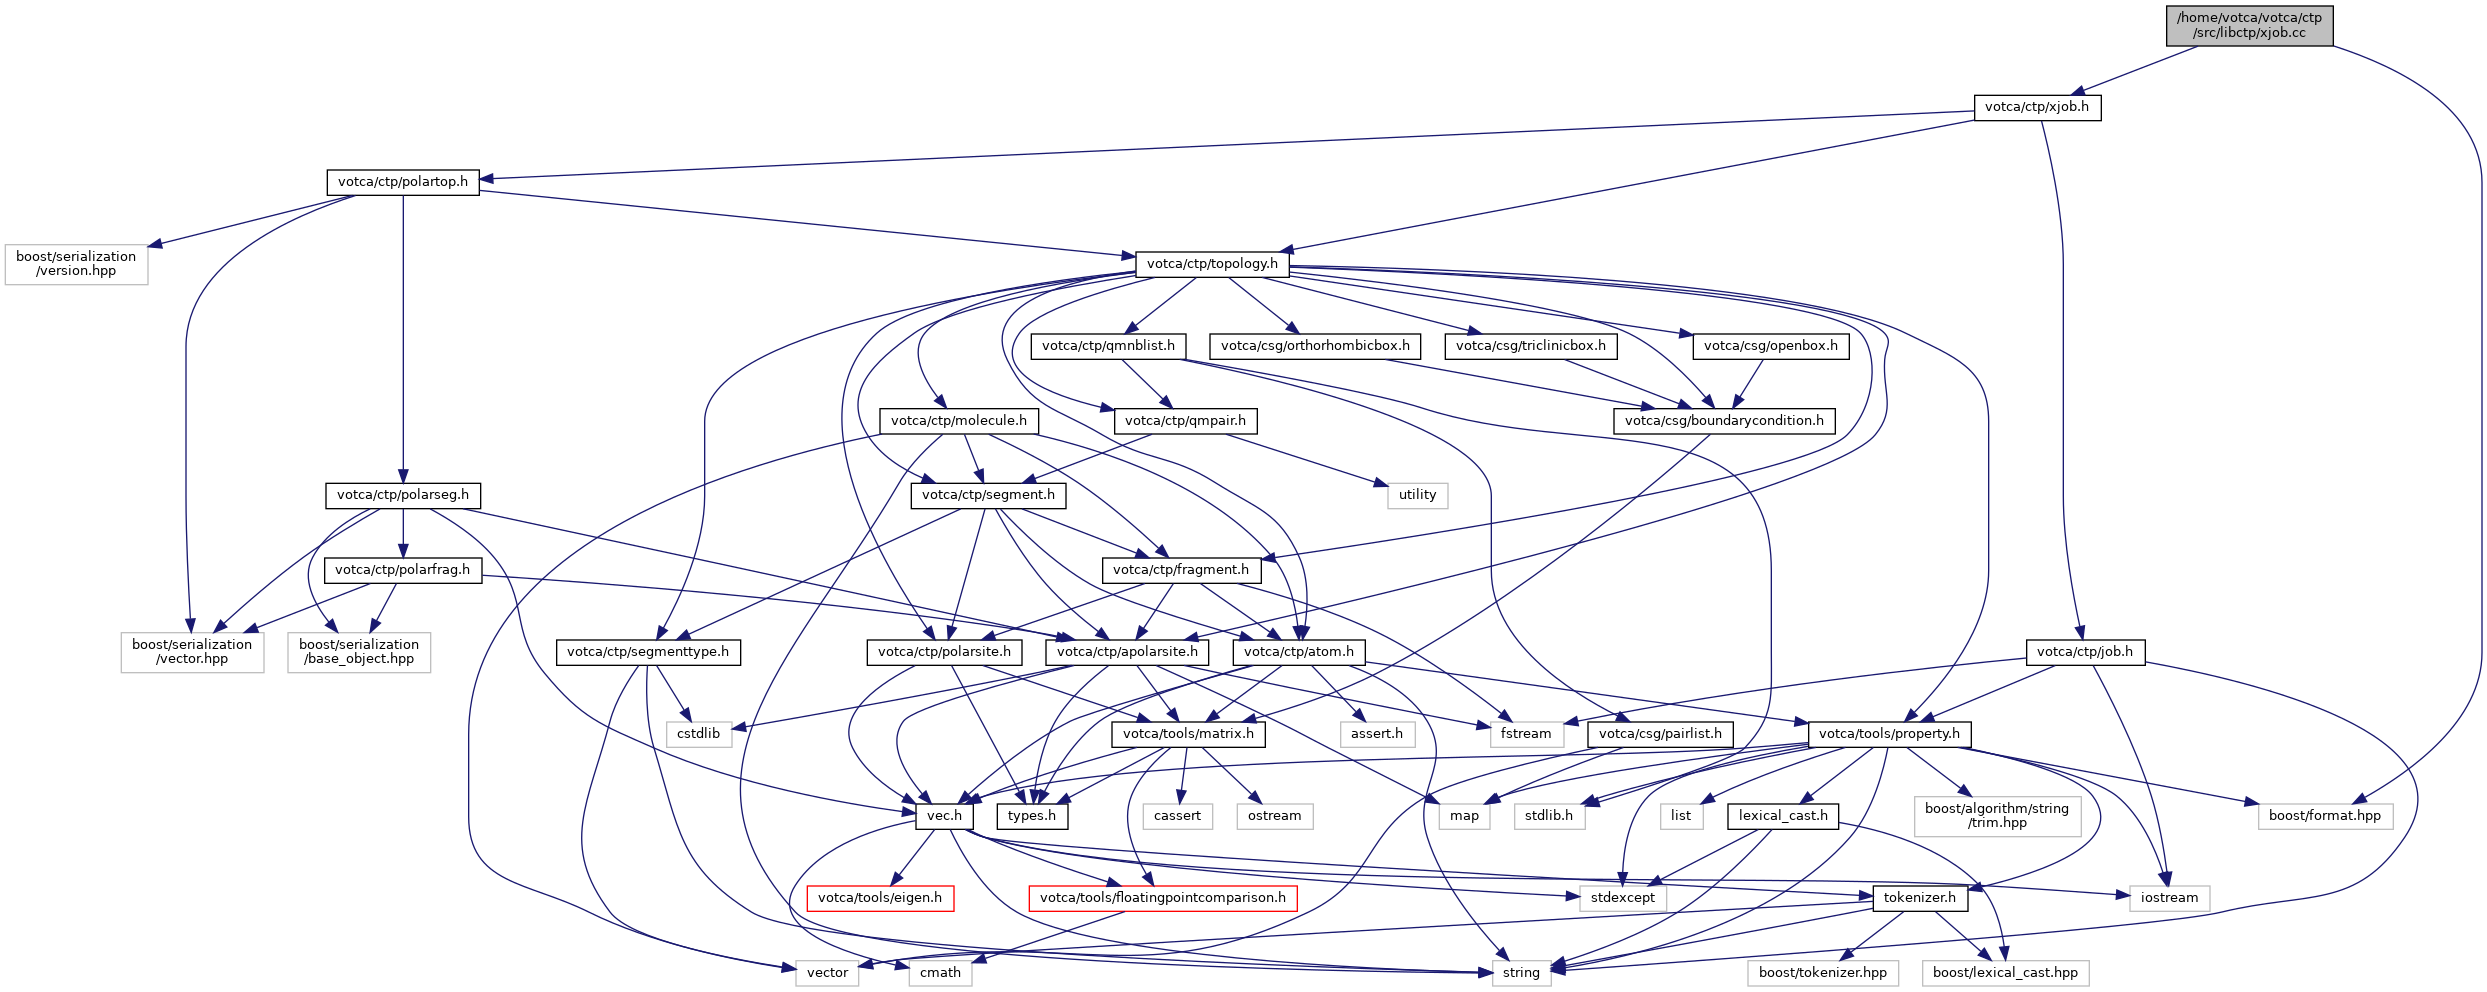 /home/votca/votca/ctp
/src/libctp/xjob.cc
votca/ctp/xjob.h
votca/ctp/polartop.h
boost/serialization
/version.hpp
votca/ctp/topology.h
votca/ctp/qmnblist.h
votca/csg/orthorhombicbox.h
votca/csg/triclinicbox.h
votca/csg/openbox.h
votca/ctp/molecule.h
votca/ctp/qmpair.h
votca/csg/boundarycondition.h
votca/ctp/polarseg.h
votca/ctp/segment.h
utility
votca/ctp/polarfrag.h
votca/ctp/fragment.h
boost/serialization
/vector.hpp
boost/serialization
/base_object.hpp
votca/ctp/segmenttype.h
votca/ctp/polarsite.h
votca/ctp/apolarsite.h
votca/ctp/atom.h
votca/ctp/job.h
cstdlib
votca/tools/matrix.h
assert.h
fstream
votca/csg/pairlist.h
votca/tools/property.h
vec.h
types.h
cassert
ostream
map
stdlib.h
list
lexical_cast.h
boost/algorithm/string
/trim.hpp
boost/format.hpp
votca/tools/eigen.h
votca/tools/floatingpointcomparison.h
stdexcept
tokenizer.h
iostream
vector
cmath
string
boost/tokenizer.hpp
boost/lexical_cast.hpp